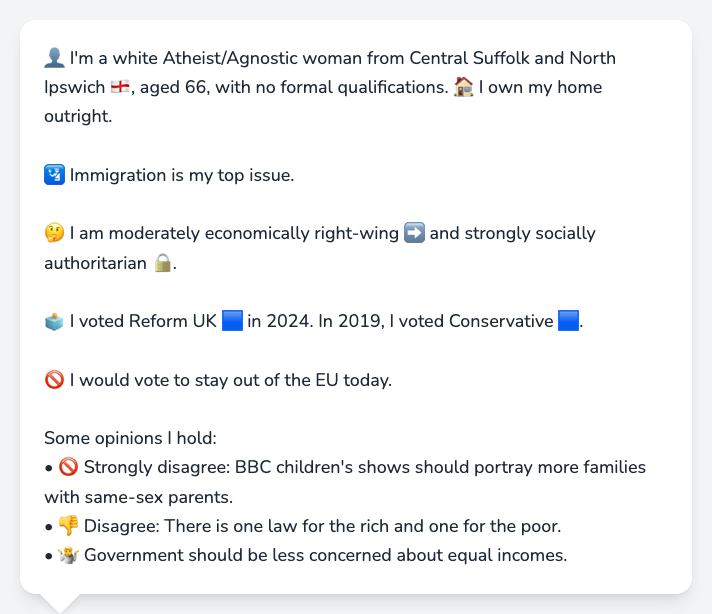 👤 I'm a white Atheist/Agnostic woman from Central Suffolk and North
Ipswich 🏴󠁧󠁢󠁥󠁮󠁧󠁿, aged 66, with no formal qualifications. 🏠 I own my home
outright.
🛂 Immigration is my top issue.
🤔 I am moderately economically right-wing ➡️ and strongly socially
authoritarian 🔒.
🗳️ I voted Reform UK 🟦 in 2024. In 2019, I voted Conservative 🟦.
🚫 I would vote to stay out of the EU today.
Some opinions I hold:
• 🚫 Strongly disagree: BBC children's shows should portray more families
with same-sex parents.
• 👎 Disagree: There is one law for the rich and one for the poor.
• 🤷 Government should be less concerned about equal incomes.